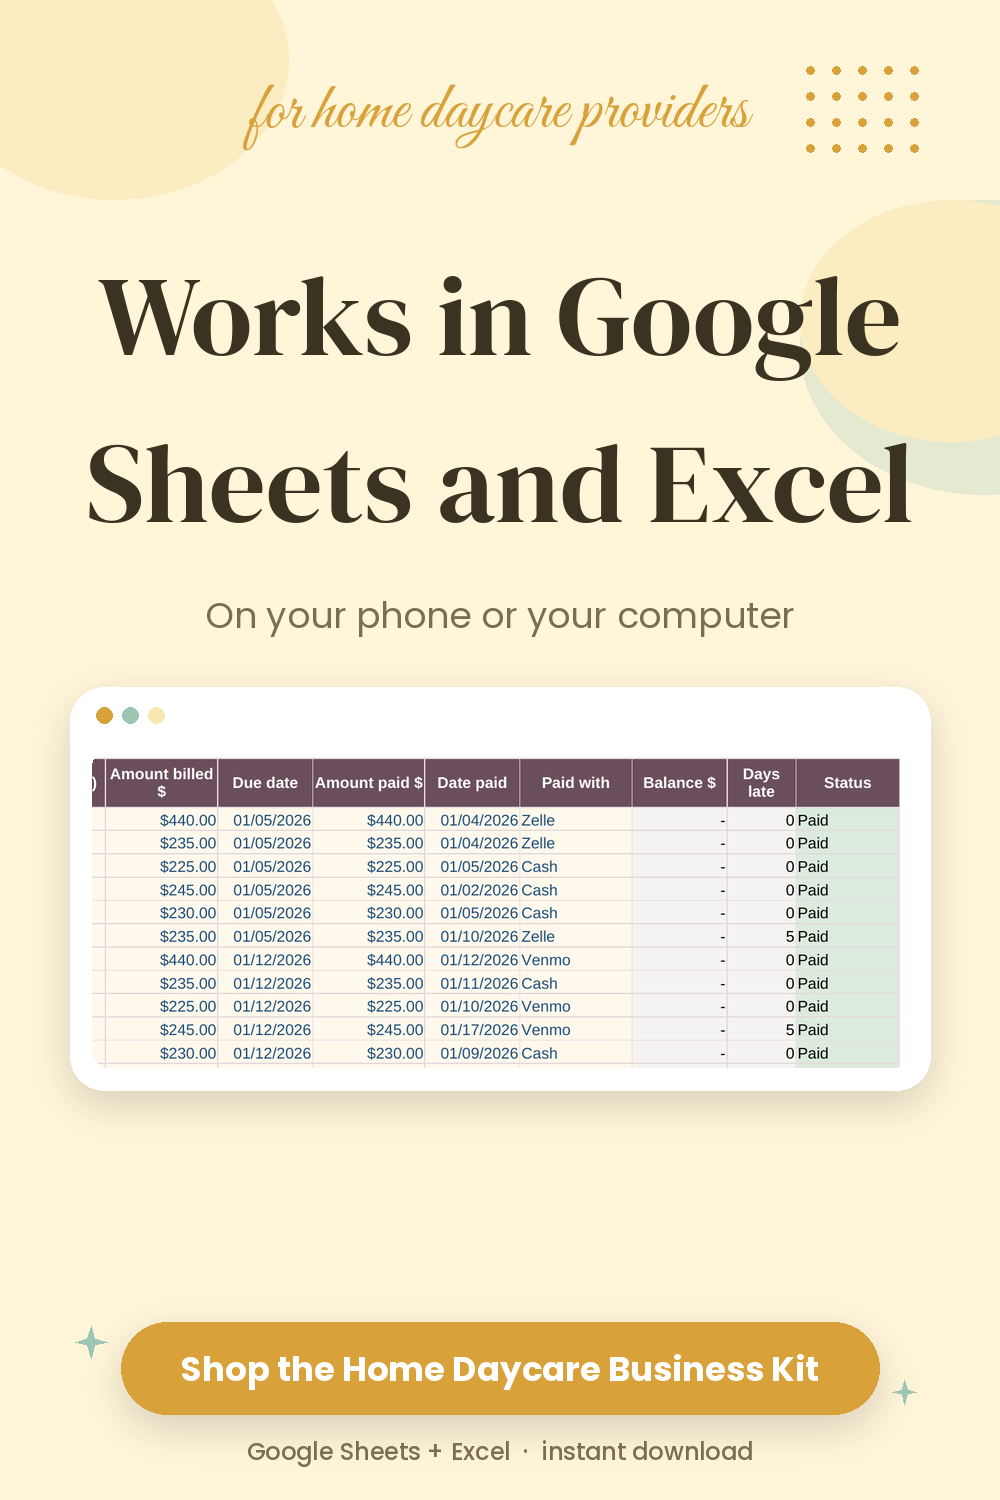 for home daycare providers
Works in Google
Sheets and Excel
On your phone or your computer
) Amount billed $ Due date Amount paid $ Date paid Paid with Balance $ Days late Status
$440.00 01/05/2026 $440.00 01/04/2026 Zelle - 0 Paid
$235.00 01/05/2026 $235.00 01/04/2026 Zelle - 0 Paid
$225.00 01/05/2026 $225.00 01/05/2026 Cash - 0 Paid
$245.00 01/05/2026 $245.00 01/02/2026 Cash - 0 Paid
$230.00 01/05/2026 $230.00 01/05/2026 Cash - 0 Paid
$235.00 01/05/2026 $235.00 01/10/2026 Zelle - 5 Paid
$440.00 01/12/2026 $440.00 01/12/2026 Venmo - 0 Paid
$235.00 01/12/2026 $235.00 01/11/2026 Cash - 0 Paid
$225.00 01/12/2026 $225.00 01/10/2026 Venmo - 0 Paid
$245.00 01/12/2026 $245.00 01/17/2026 Venmo - 5 Paid
$230.00 01/12/2026 $230.00 01/09/2026 Cash - 0 Paid
Shop the Home Daycare Business Kit
Google Sheets + Excel · instant download